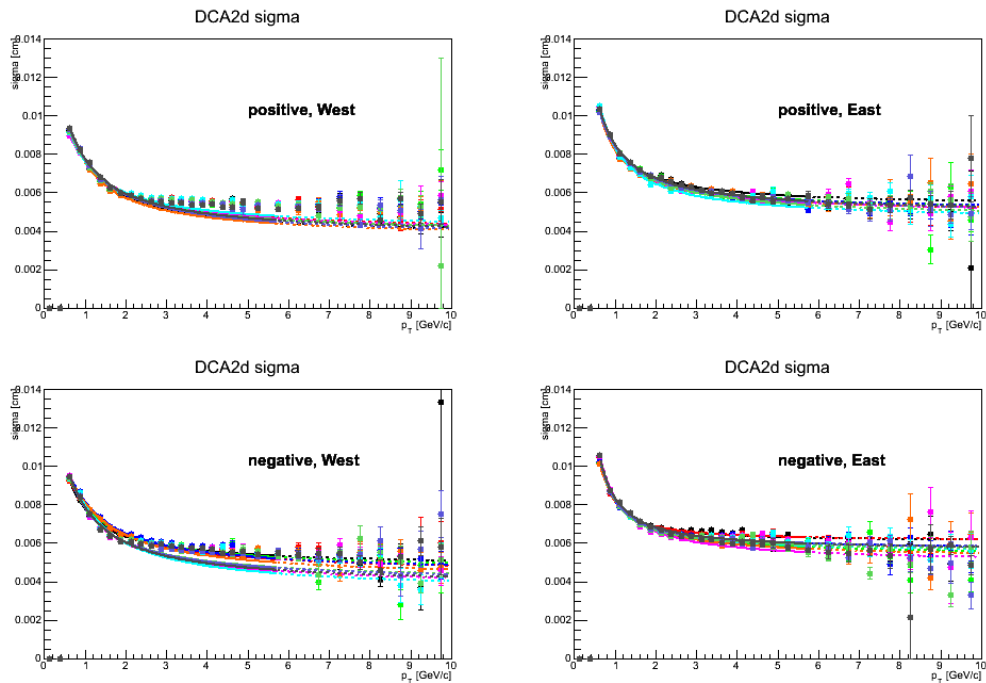 DCA2d sigma
sigma [cm]
0.014
0.012
0.01
0.008
0.006
0.004
0.002
0
positive, West
0 1 2 3 4 5 6 7 8 9 10
p_T [GeV/c]
DCA2d sigma
sigma [cm]
0.014
0.012
0.01
0.008
0.006
0.004
0.002
0
positive, East
0 1 2 3 4 5 6 7 8 9 10
p_T [GeV/c]
DCA2d sigma
sigma [cm]
0.014
0.012
0.01
0.008
0.006
0.004
0.002
0
negative, West
0 1 2 3 4 5 6 7 8 9 10
p_T [GeV/c]
DCA2d sigma
sigma [cm]
0.014
0.012
0.01
0.008
0.006
0.004
0.002
0
negative, East
0 1 2 3 4 5 6 7 8 9 10
p_T [GeV/c]